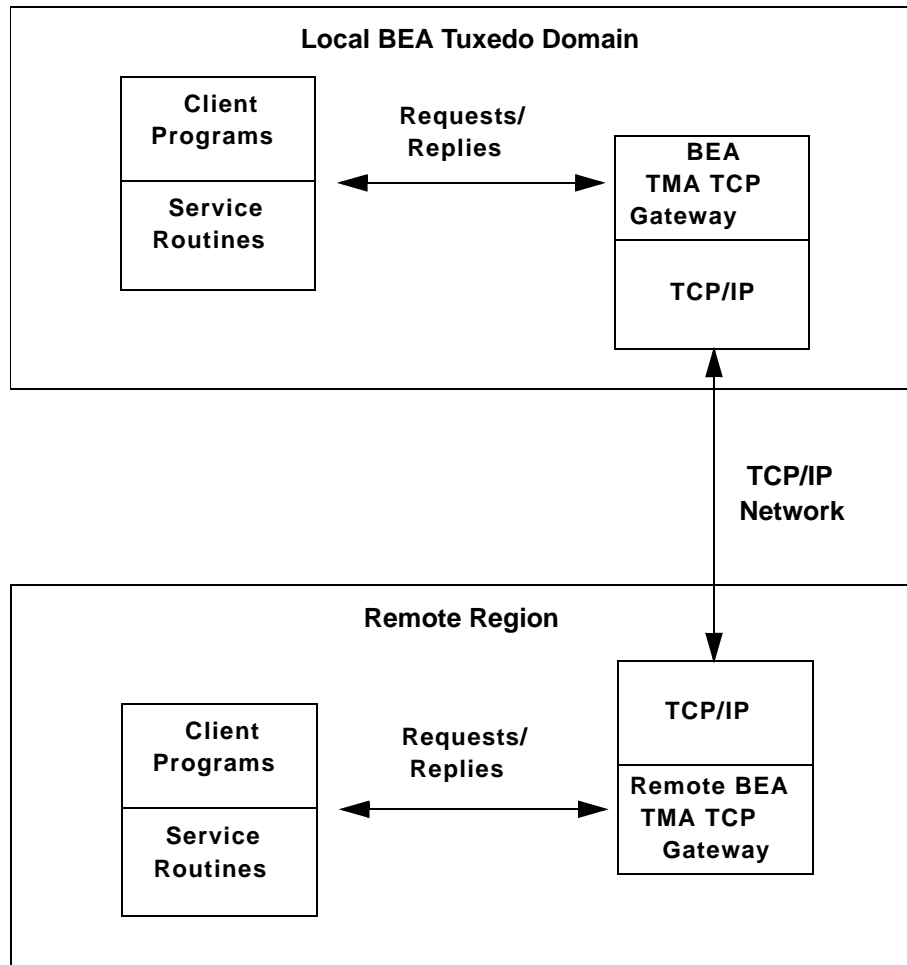 Local BEA Tuxedo Domain
Client
Programs
Service
Routines
Requests/
Replies
BEA
TMA TCP
Gateway
TCP/IP
TCP/IP
Network
Remote Region
Client
Programs
Service
Routines
Requests/
Replies
TCP/IP
Remote BEA
TMA TCP
Gateway